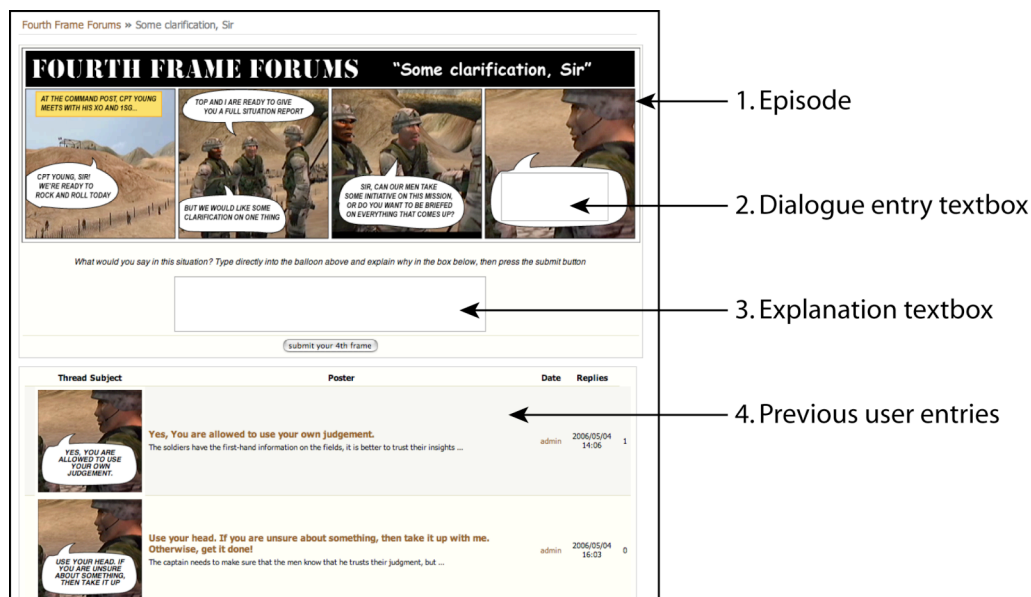 Fourth Frame Forums » Some clarification, Sir
FOURTH FRAME FORUMS "Some clarification, Sir"
AT THE COMMAND POST, CPT YOUNG
MEETS WITH HIS XO AND 1SG...
CPT YOUNG, SIR!
WE'RE READY TO
ROCK AND ROLL TODAY
TOP AND I ARE READY TO GIVE
YOU A FULL SITUATION REPORT
BUT WE WOULD LIKE SOME
CLARIFICATION ON ONE THING
SIR, CAN OUR MEN TAKE
SOME INITIATIVE ON THIS MISSION,
OR DO YOU WANT TO BE BRIEFED
ON EVERYTHING THAT COMES UP?
1. Episode
2. Dialogue entry textbox
What would you say in this situation? Type directly into the balloon above and explain why in the box below, then press the submit button
3. Explanation textbox
submit your 4th frame
Thread Subject Poster Date Replies
YES, YOU ARE
ALLOWED TO USE
YOUR OWN
JUDGEMENT.
Yes, You are allowed to use your own judgement.
The soldiers have the first-hand information on the fields, it is better to trust their insights ...
admin
2006/05/04
14:06
1
4. Previous user entries
USE YOUR HEAD. IF
YOU ARE UNSURE
ABOUT SOMETHING,
THEN TAKE IT UP
Use your head. If you are unsure about something, then take it up with me.
Otherwise, get it done!
The captain needs to make sure that the men know that he trusts their judgment, but ...
admin
2006/05/04
16:03
0